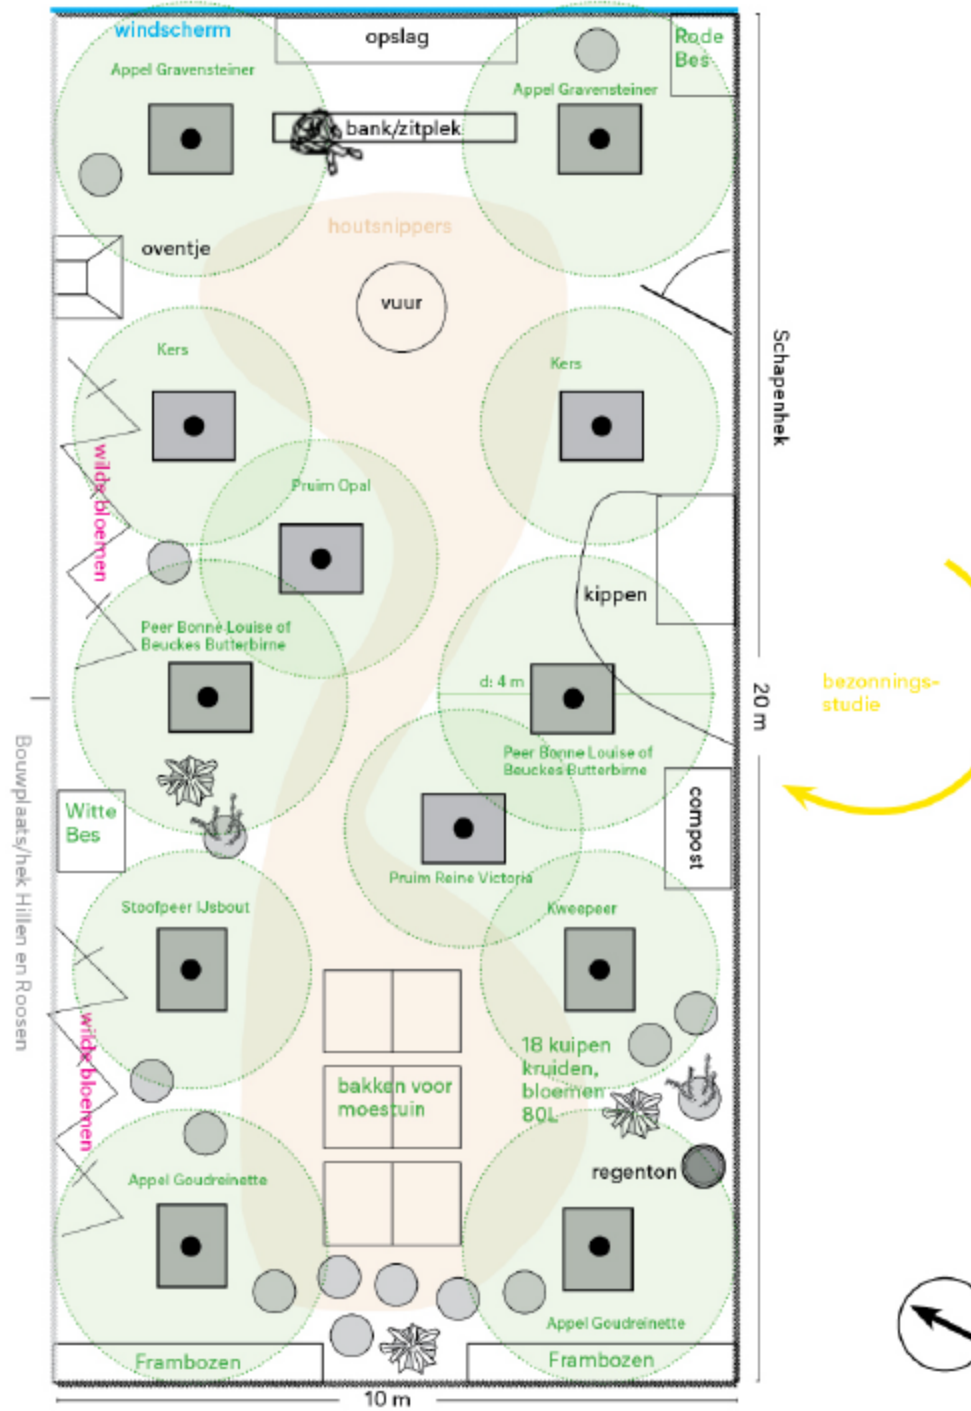 windscherm
opslag
Rode
Bes
Appel Gravensteiner
Appel Gravensteiner
bank/zitplek
houtsnippers
oventje
vuur
Kers
Kers
Schapenhek
wilde bloemen
Pruim Opal
kippen
Peer Bonne Louise of
Beuckes Butterbirne
d: 4 m
20 m
bezonnings-
studie
Peer Bonne Louise of
Beuckes Butterbirne
Bouwplaats/hek Hillen en Roosen
Witte
Bes
compost
Pruim Reine Victoria
Stoofpeer IJsbout
Kweepeer
wilde bloemen
18 kuipen
kruiden,
bloemen
80L
bakken voor
moestuin
regenton
Appel Goudreinette
Appel Goudreinette
Frambozen
Frambozen
10 m